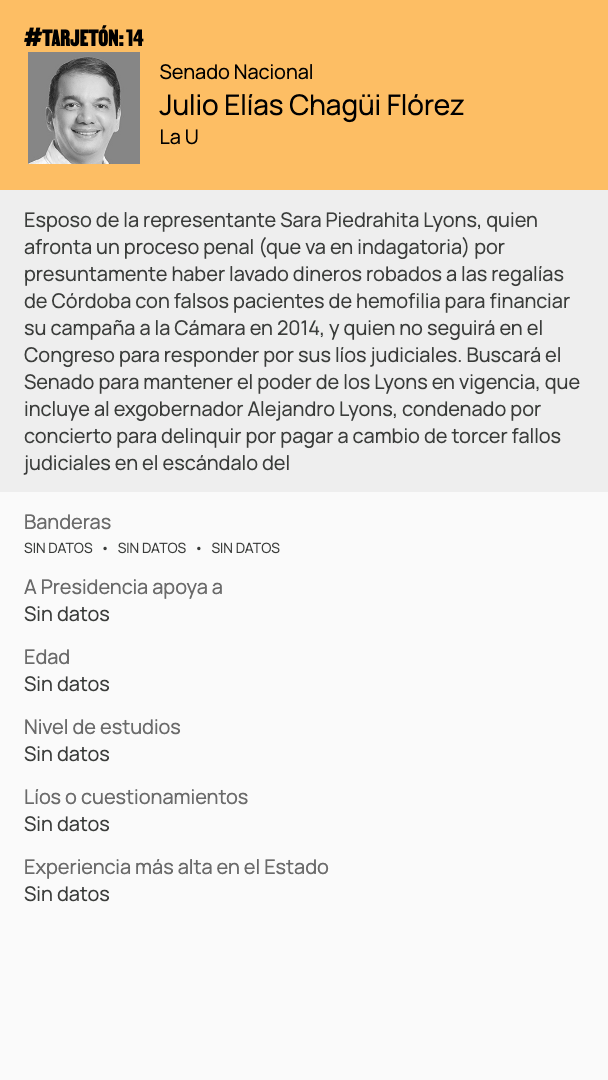 #TARJETÓN: 14
Senado Nacional
Julio Elías Chagüi Flórez
La U
Esposo de la representante Sara Piedrahita Lyons, quien
afronta un proceso penal (que va en indagatoria) por
presuntamente haber lavado dineros robados a las regalías
de Córdoba con falsos pacientes de hemofilia para financiar
su campaña a la Cámara en 2014, y quien no seguirá en el
Congreso para responder por sus líos judiciales. Buscará el
Senado para mantener el poder de los Lyons en vigencia, que
incluye al exgobernador Alejandro Lyons, condenado por
concierto para delinquir por pagar a cambio de torcer fallos
judiciales en el escándalo del
Banderas
SIN DATOS • SIN DATOS • SIN DATOS
A Presidencia apoya a
Sin datos
Edad
Sin datos
Nivel de estudios
Sin datos
Líos o cuestionamientos
Sin datos
Experiencia más alta en el Estado
Sin datos